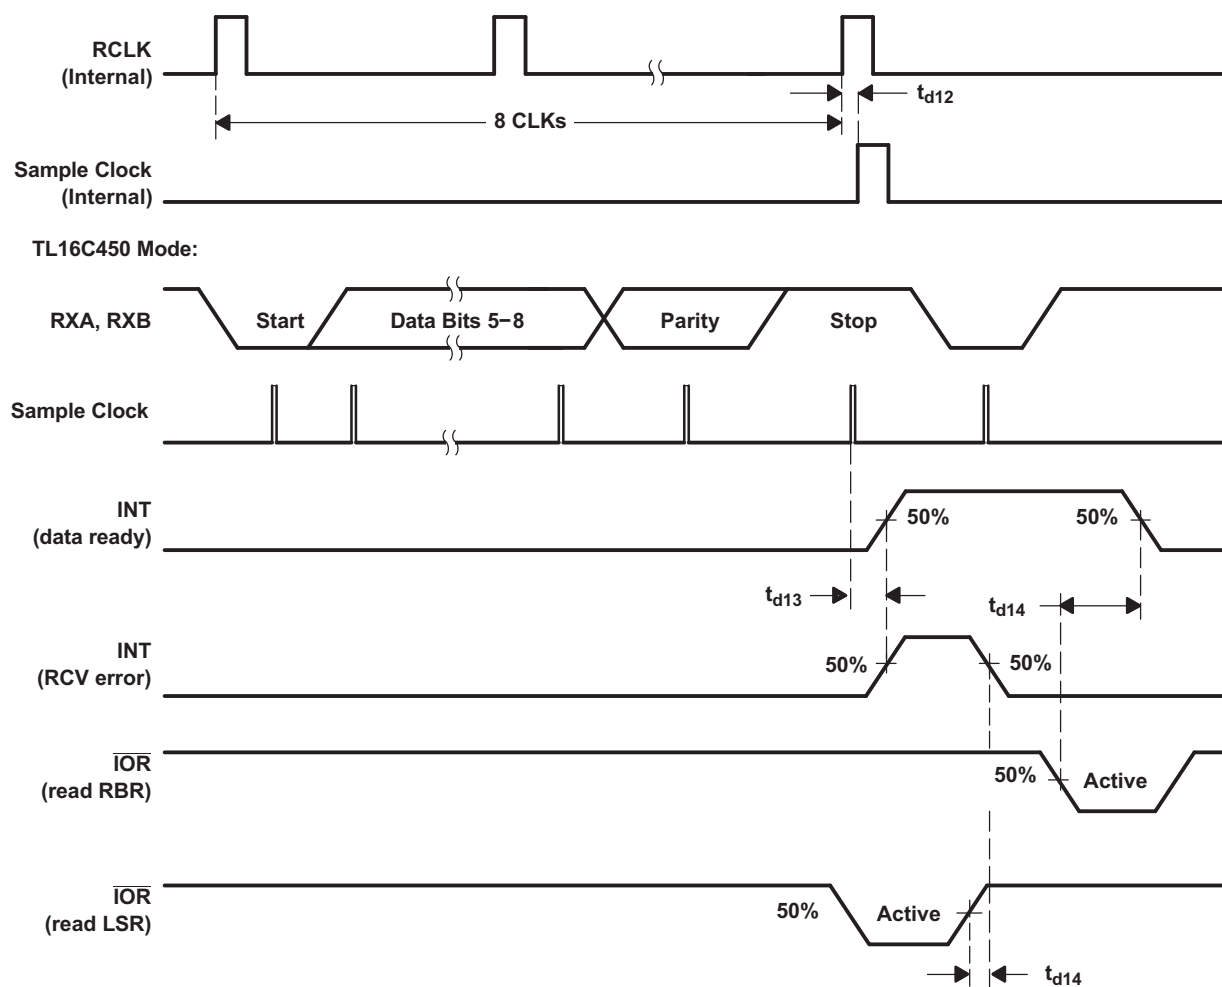 RCLK
(Internal)
t_d12
8 CLKs
Sample Clock
(Internal)
TL16C450 Mode:
RXA, RXB
Start
Data Bits 5−8
Parity
Stop
Sample Clock
INT
(data ready)
50%
50%
t_d13
t_d14
INT
(RCV error)
50%
50%
IOR
(read RBR)
50%
Active
IOR
(read LSR)
50%
Active
t_d14